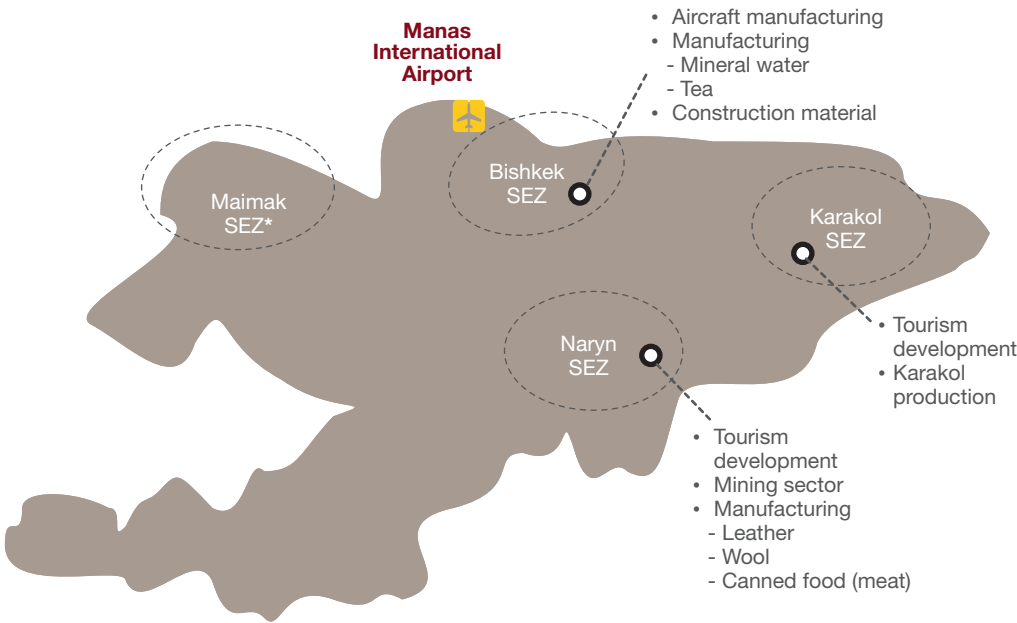 Manas
International
Airport
• Aircraft manufacturing
• Manufacturing
- Mineral water
- Tea
• Construction material
Bishkek
SEZ
Maimak
SEZ*
Karakol
SEZ
Naryn
SEZ
• Tourism
development
• Karakol
production
• Tourism
development
• Mining sector
• Manufacturing
- Leather
- Wool
- Canned food (meat)